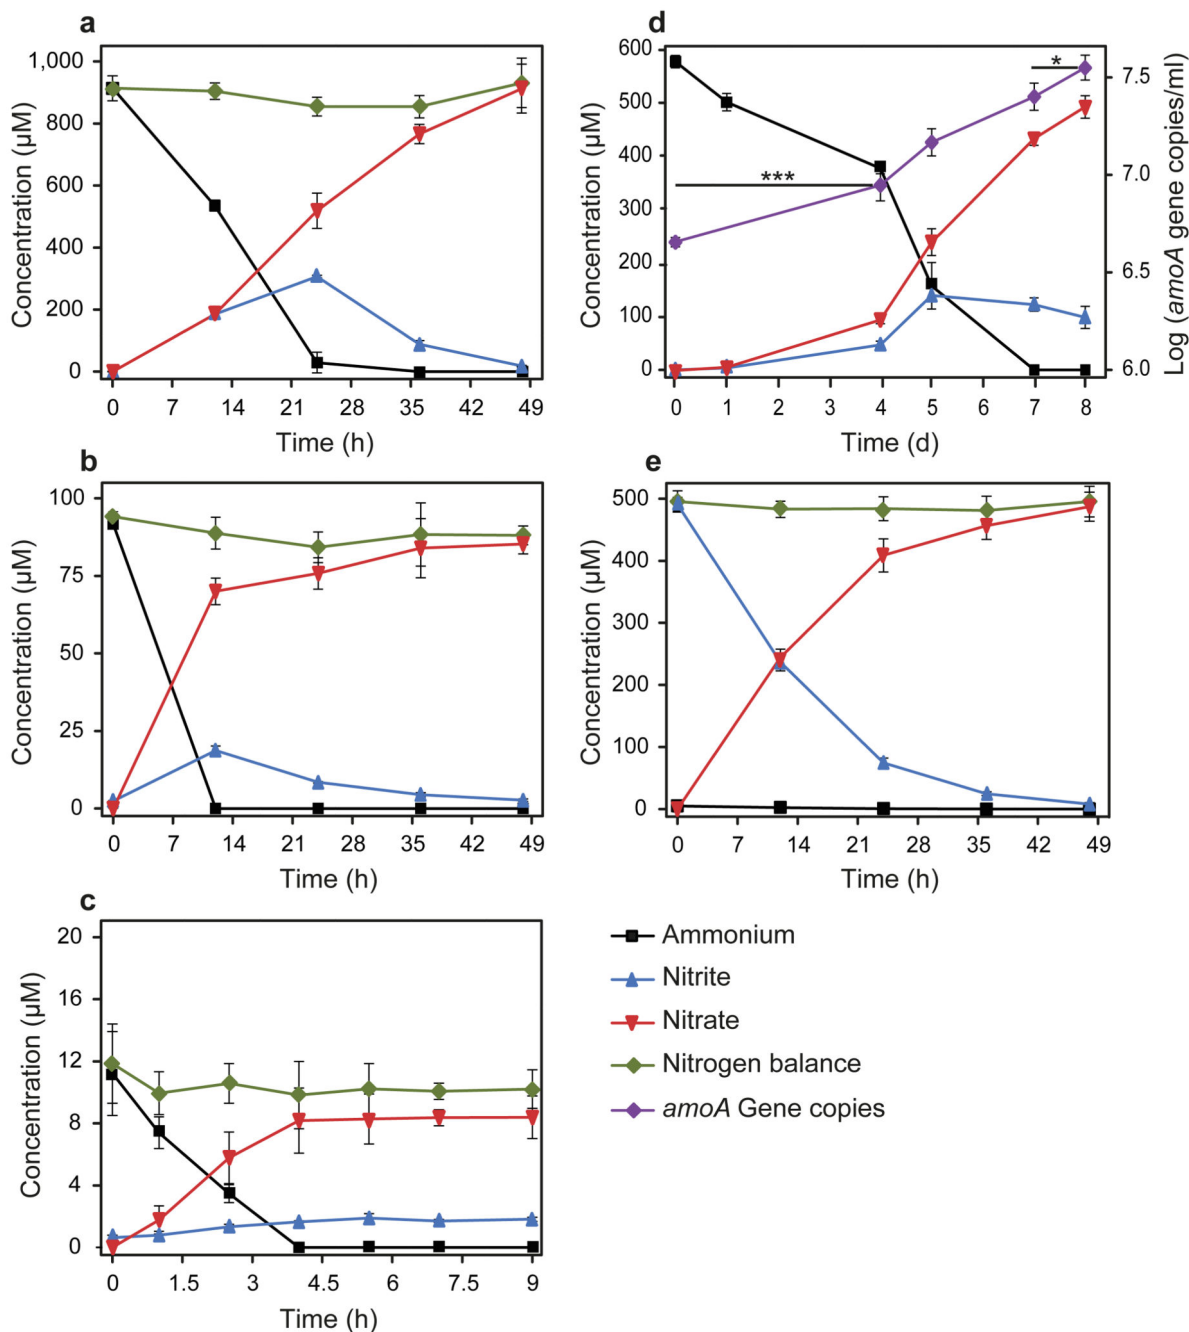 a
1,000
800
600
400
200
0
Concentration (µM)
0 7 14 21 28 35 42 49
Time (h)
d
600
500
400
300
200
100
0
Concentration (µM)
***
*
7.5
7.0
6.5
6.0
Log (amoA gene copies/ml)
0 1 2 3 4 5 6 7 8
Time (d)
b
100
75
50
25
0
Concentration (µM)
0 7 14 21 28 35 42 49
Time (h)
e
500
400
300
200
100
0
Concentration (µM)
0 7 14 21 28 35 42 49
Time (h)
c
20
16
12
8
4
0
Concentration (µM)
0 1.5 3 4.5 6 7.5 9
Time (h)
Ammonium
Nitrite
Nitrate
Nitrogen balance
amoA Gene copies